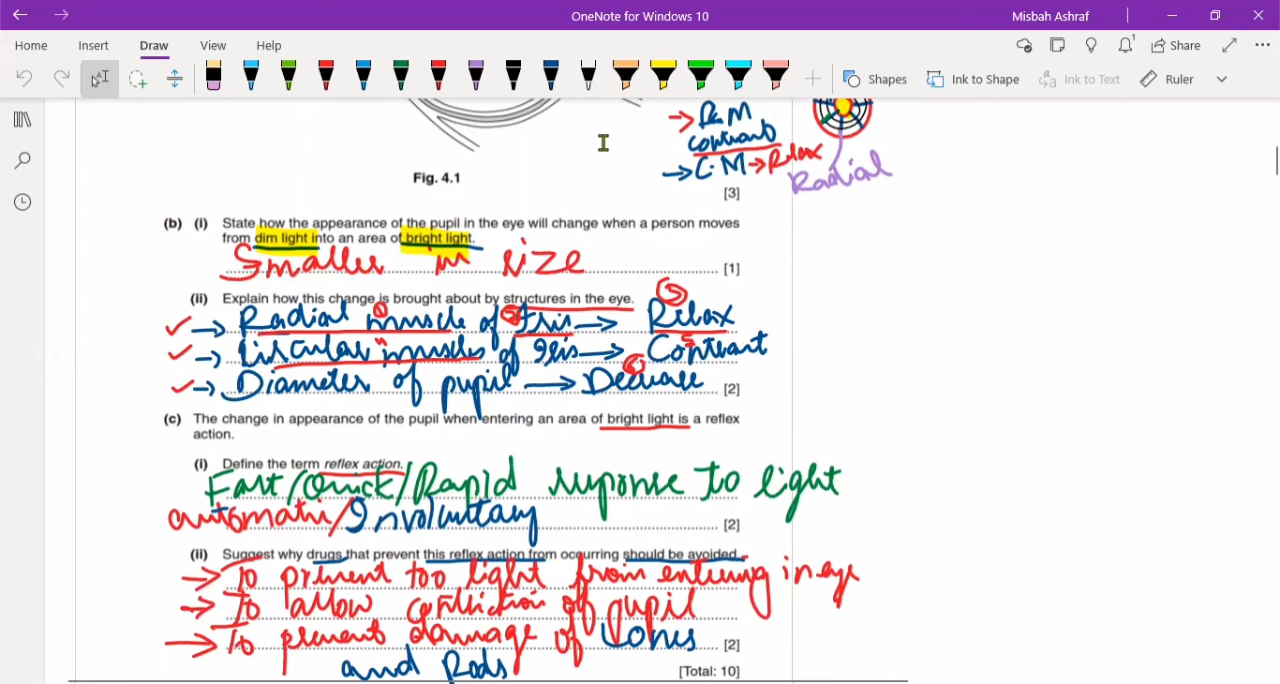 OneNote for Windows 10
Misbah Ashraf
Home Insert Draw View Help
Share
Shapes Ink to Shape Ink to Text Ruler
→ R.M
contract
→ C.M → Relax
Radial
Fig. 4.1
[3]
(b) (i) State how the appearance of the pupil in the eye will change when a person moves
from dim light into an area of bright light.
Smaller in size [1]
(ii) Explain how this change is brought about by structures in the eye.
→ Radial muscle of Iris → Relax
→ Circular muscles of Iris → Contract
→ Diameter of pupil → Decrease [2]
(c) The change in appearance of the pupil when entering an area of bright light is a reflex
action.
(i) Define the term reflex action.
Fast/Quick/Rapid response to light
automatic/Involuntary [2]
(ii) Suggest why drugs that prevent this reflex action from occurring should be avoided.
→ To prevent too light from entering in eye
→ To allow of pupil
→ To prevent damage of Cones [2]
and Rods
[Total: 10]